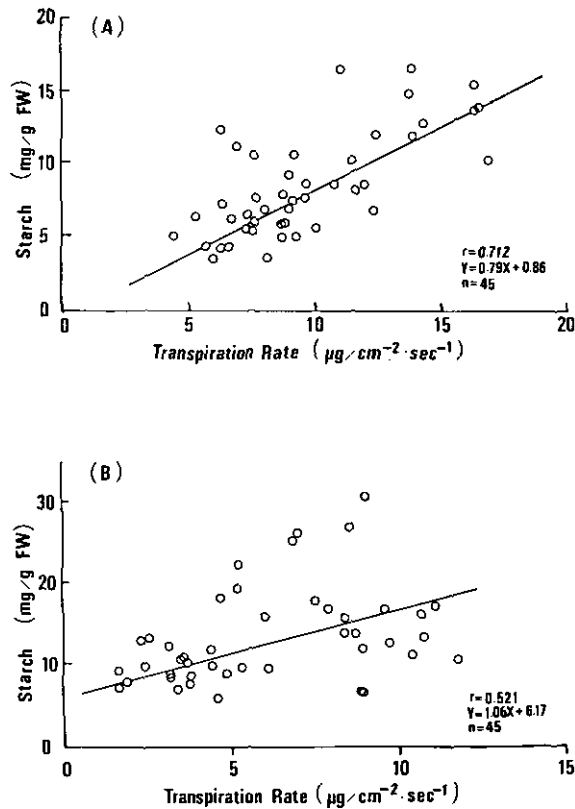 (A)
20
15
10
5
0
Starch (mg/g FW)
r=0.712
Y=0.79X+0.86
n=45
0 5 10 15 20
Transpiration Rate (µg/cm⁻²·sec⁻¹)
(B)
30
20
10
0
Starch (mg/g FW)
r=0.521
Y=1.06X+6.17
n=45
0 5 10 15
Transpiration Rate (µg/cm⁻²·sec⁻¹)